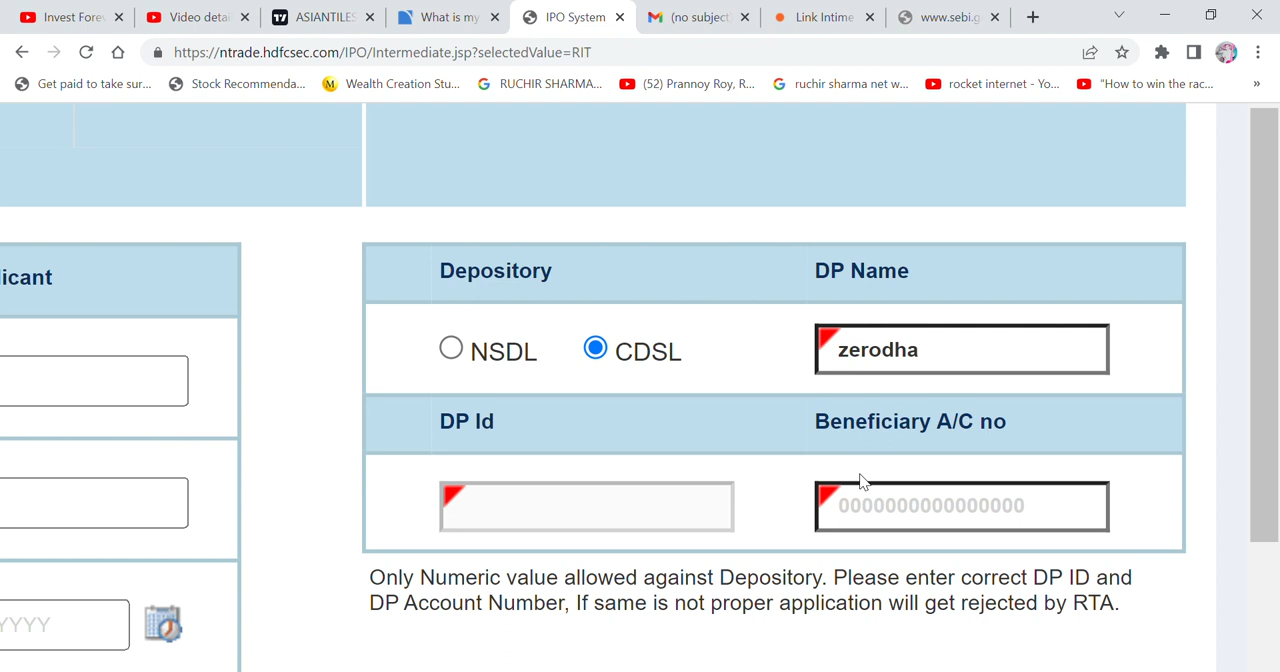 Invest Fore
Video detai
ASIANTILES
What is my
IPO System
(no subject
Link Intime
www.sebi.g
https://ntrade.hdfcsec.com/IPO/Intermediate.jsp?selectedValue=RIT
Get paid to take sur...
Stock Recommenda...
M
Wealth Creation Stu...
RUCHIR SHARMA...
(52) Prannoy Roy, R...
ruchir sharma net w...
rocket internet - Yo...
"How to win the rac...
»
licant
YYYY
Depository
DP Name
NSDL
CDSL
zerodha
DP Id
Beneficiary A/C no
0000000000000000
Only Numeric value allowed against Depository. Please enter correct DP ID and
DP Account Number, If same is not proper application will get rejected by RTA.